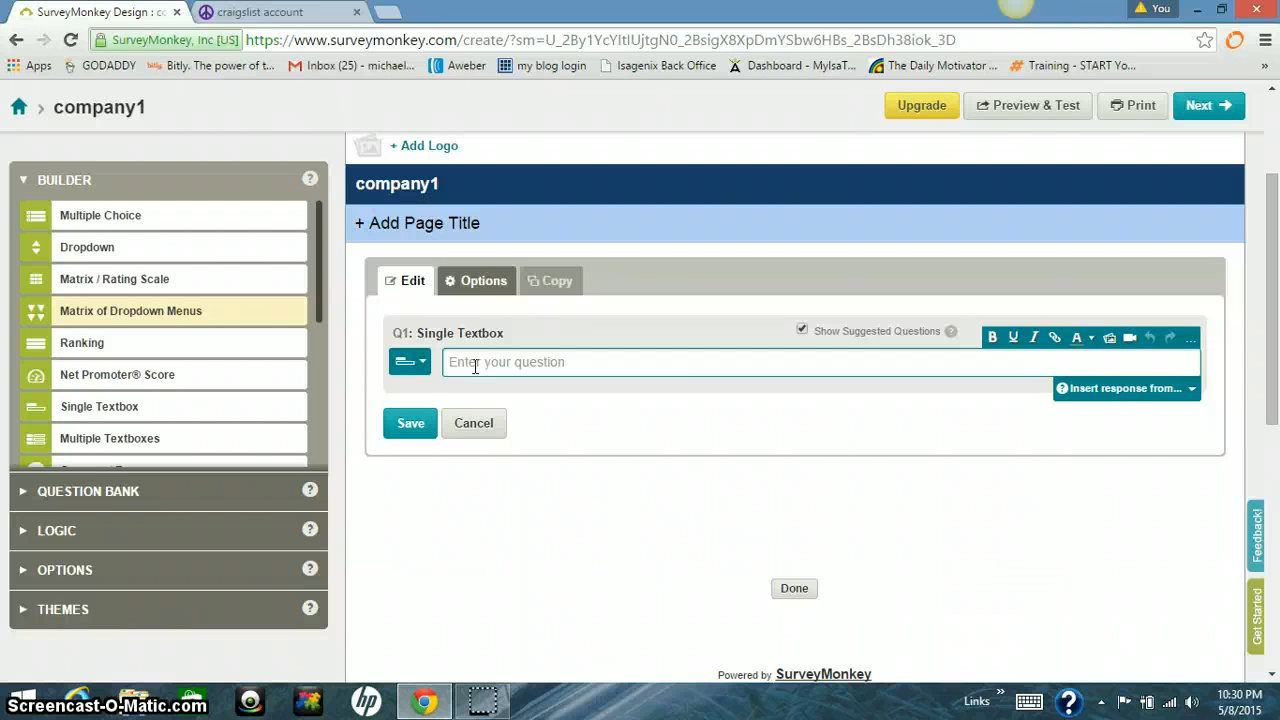 SurveyMonkey Design : co
craigslist account
You
SurveyMonkey, Inc [US]
https://www.surveymonkey.com/create/?sm=U_2By1YcYItlUjtgN0_2BsigX8XpDmYSbw6HBs_2BsDh38iok_3D
Apps
GODADDY
Bitly. The power of t...
Inbox (25) - michael...
Aweber
my blog login
Isagenix Back Office
Dashboard - MyIsaT...
The Daily Motivator ...
Training - START Yo...
»
company1
Upgrade
Preview & Test
Print
Next
+ Add Logo
BUILDER
company1
Multiple Choice
+ Add Page Title
Dropdown
Matrix / Rating Scale
Edit
Options
Copy
Matrix of Dropdown Menus
Q1: Single Textbox
Show Suggested Questions
B U I A ...
Ranking
Enter your question
Net Promoter® Score
Insert response from...
Single Textbox
Save
Cancel
Multiple Textboxes
QUESTION BANK
LOGIC
OPTIONS
THEMES
Done
Feedback!
Get Started
Powered by SurveyMonkey
Links
»
10:30 PM
5/8/2015
Screencast-O-Matic.com